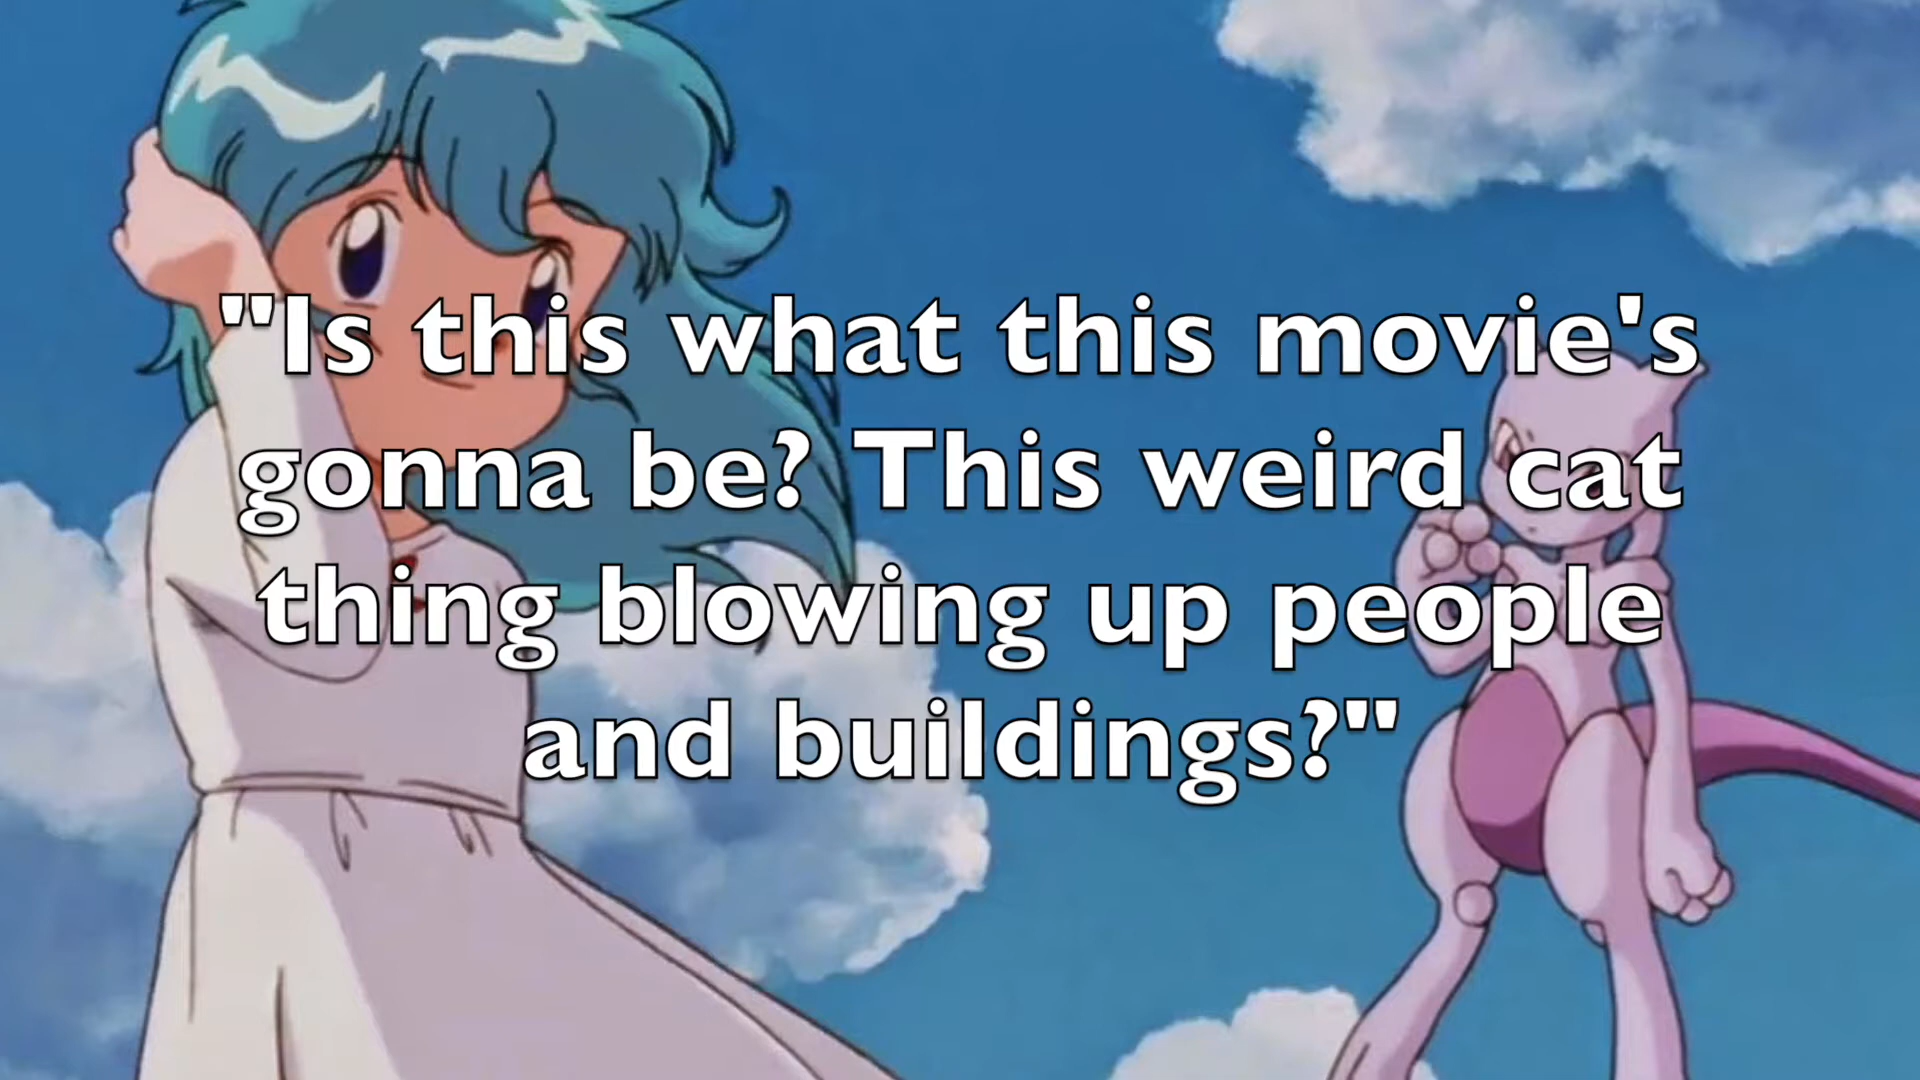 "Is this what this movie's
gonna be? This weird cat
thing blowing up people
and buildings?"